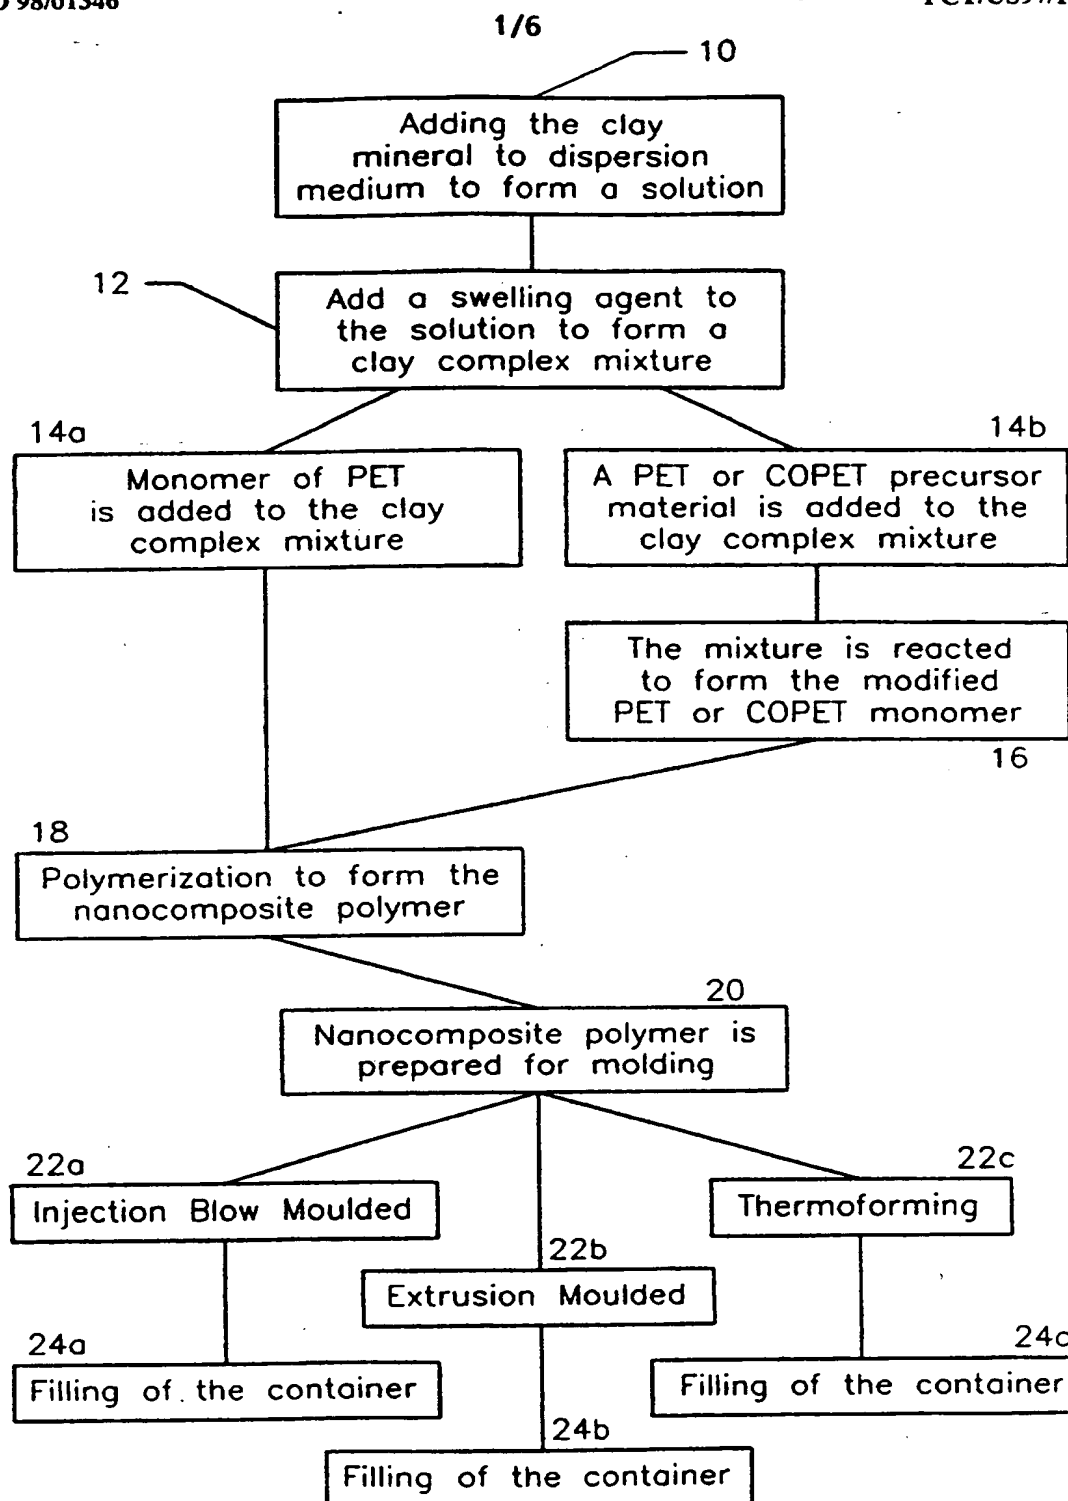 98/01346
1/6
10
Adding the clay
mineral to dispersion
medium to form a solution
12
Add a swelling agent to
the solution to form a
clay complex mixture
14a
14b
Monomer of PET
is added to the clay
complex mixture
A PET or COPET precursor
material is added to the
clay complex mixture
The mixture is reacted
to form the modified
PET or COPET monomer
16
18
Polymerization to form the
nanocomposite polymer
20
Nanocomposite polymer is
prepared for molding
22a
22c
Injection Blow Moulded
Thermoforming
22b
Extrusion Moulded
24a
24c
Filling of the container
Filling of the container
24b
Filling of the container